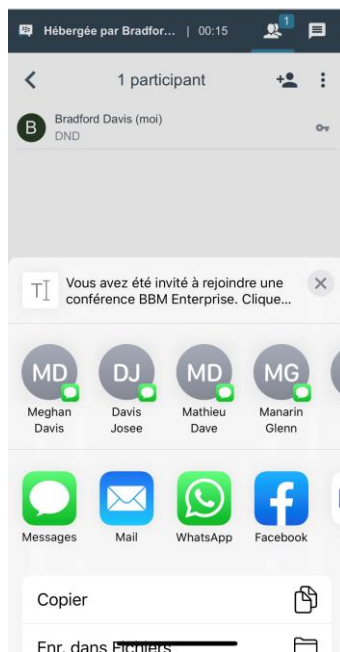 Hébergée par Bradfor... | 00:15 1
1 participant
B Bradford Davis (moi)
DND
Vous avez été invité à rejoindre une
conférence BBM Enterprise. Clique...
MD DJ MD MG
Meghan Davis Mathieu Manarin
Davis Josee Dave Glenn
Messages Mail WhatsApp Facebook
Copier
Enr. dans Fichiers